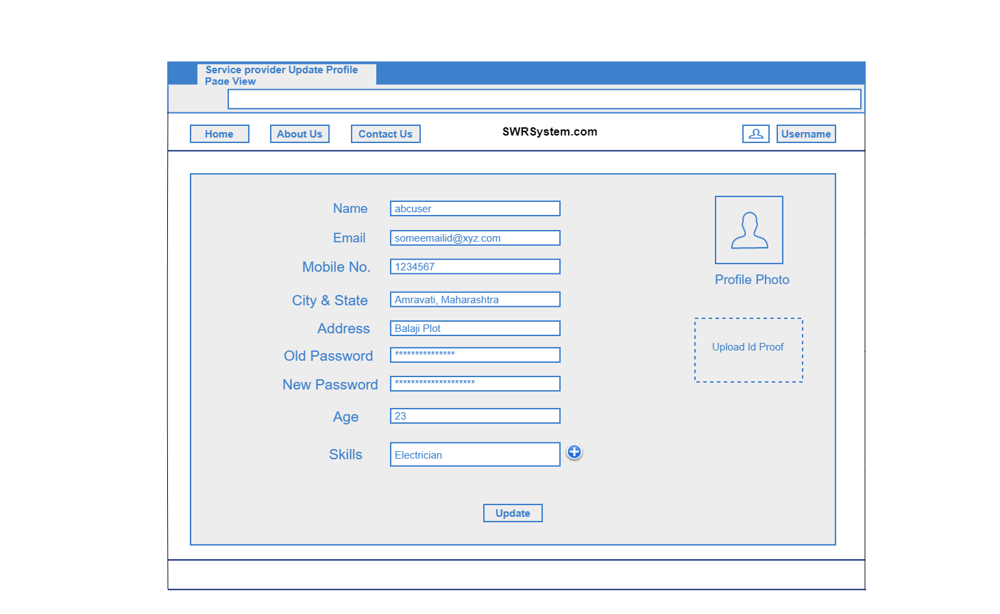 Service provider Update Profile
Page View
Home About Us Contact Us SWRSystem.com Username
Name abcuser
Email someemailid@xyz.com
Mobile No. 1234567
Profile Photo
City & State Amravati, Maharashtra
Address Balaji Plot
Upload Id Proof
Old Password ***************
New Password ********************
Age 23
Skills Electrician
Update